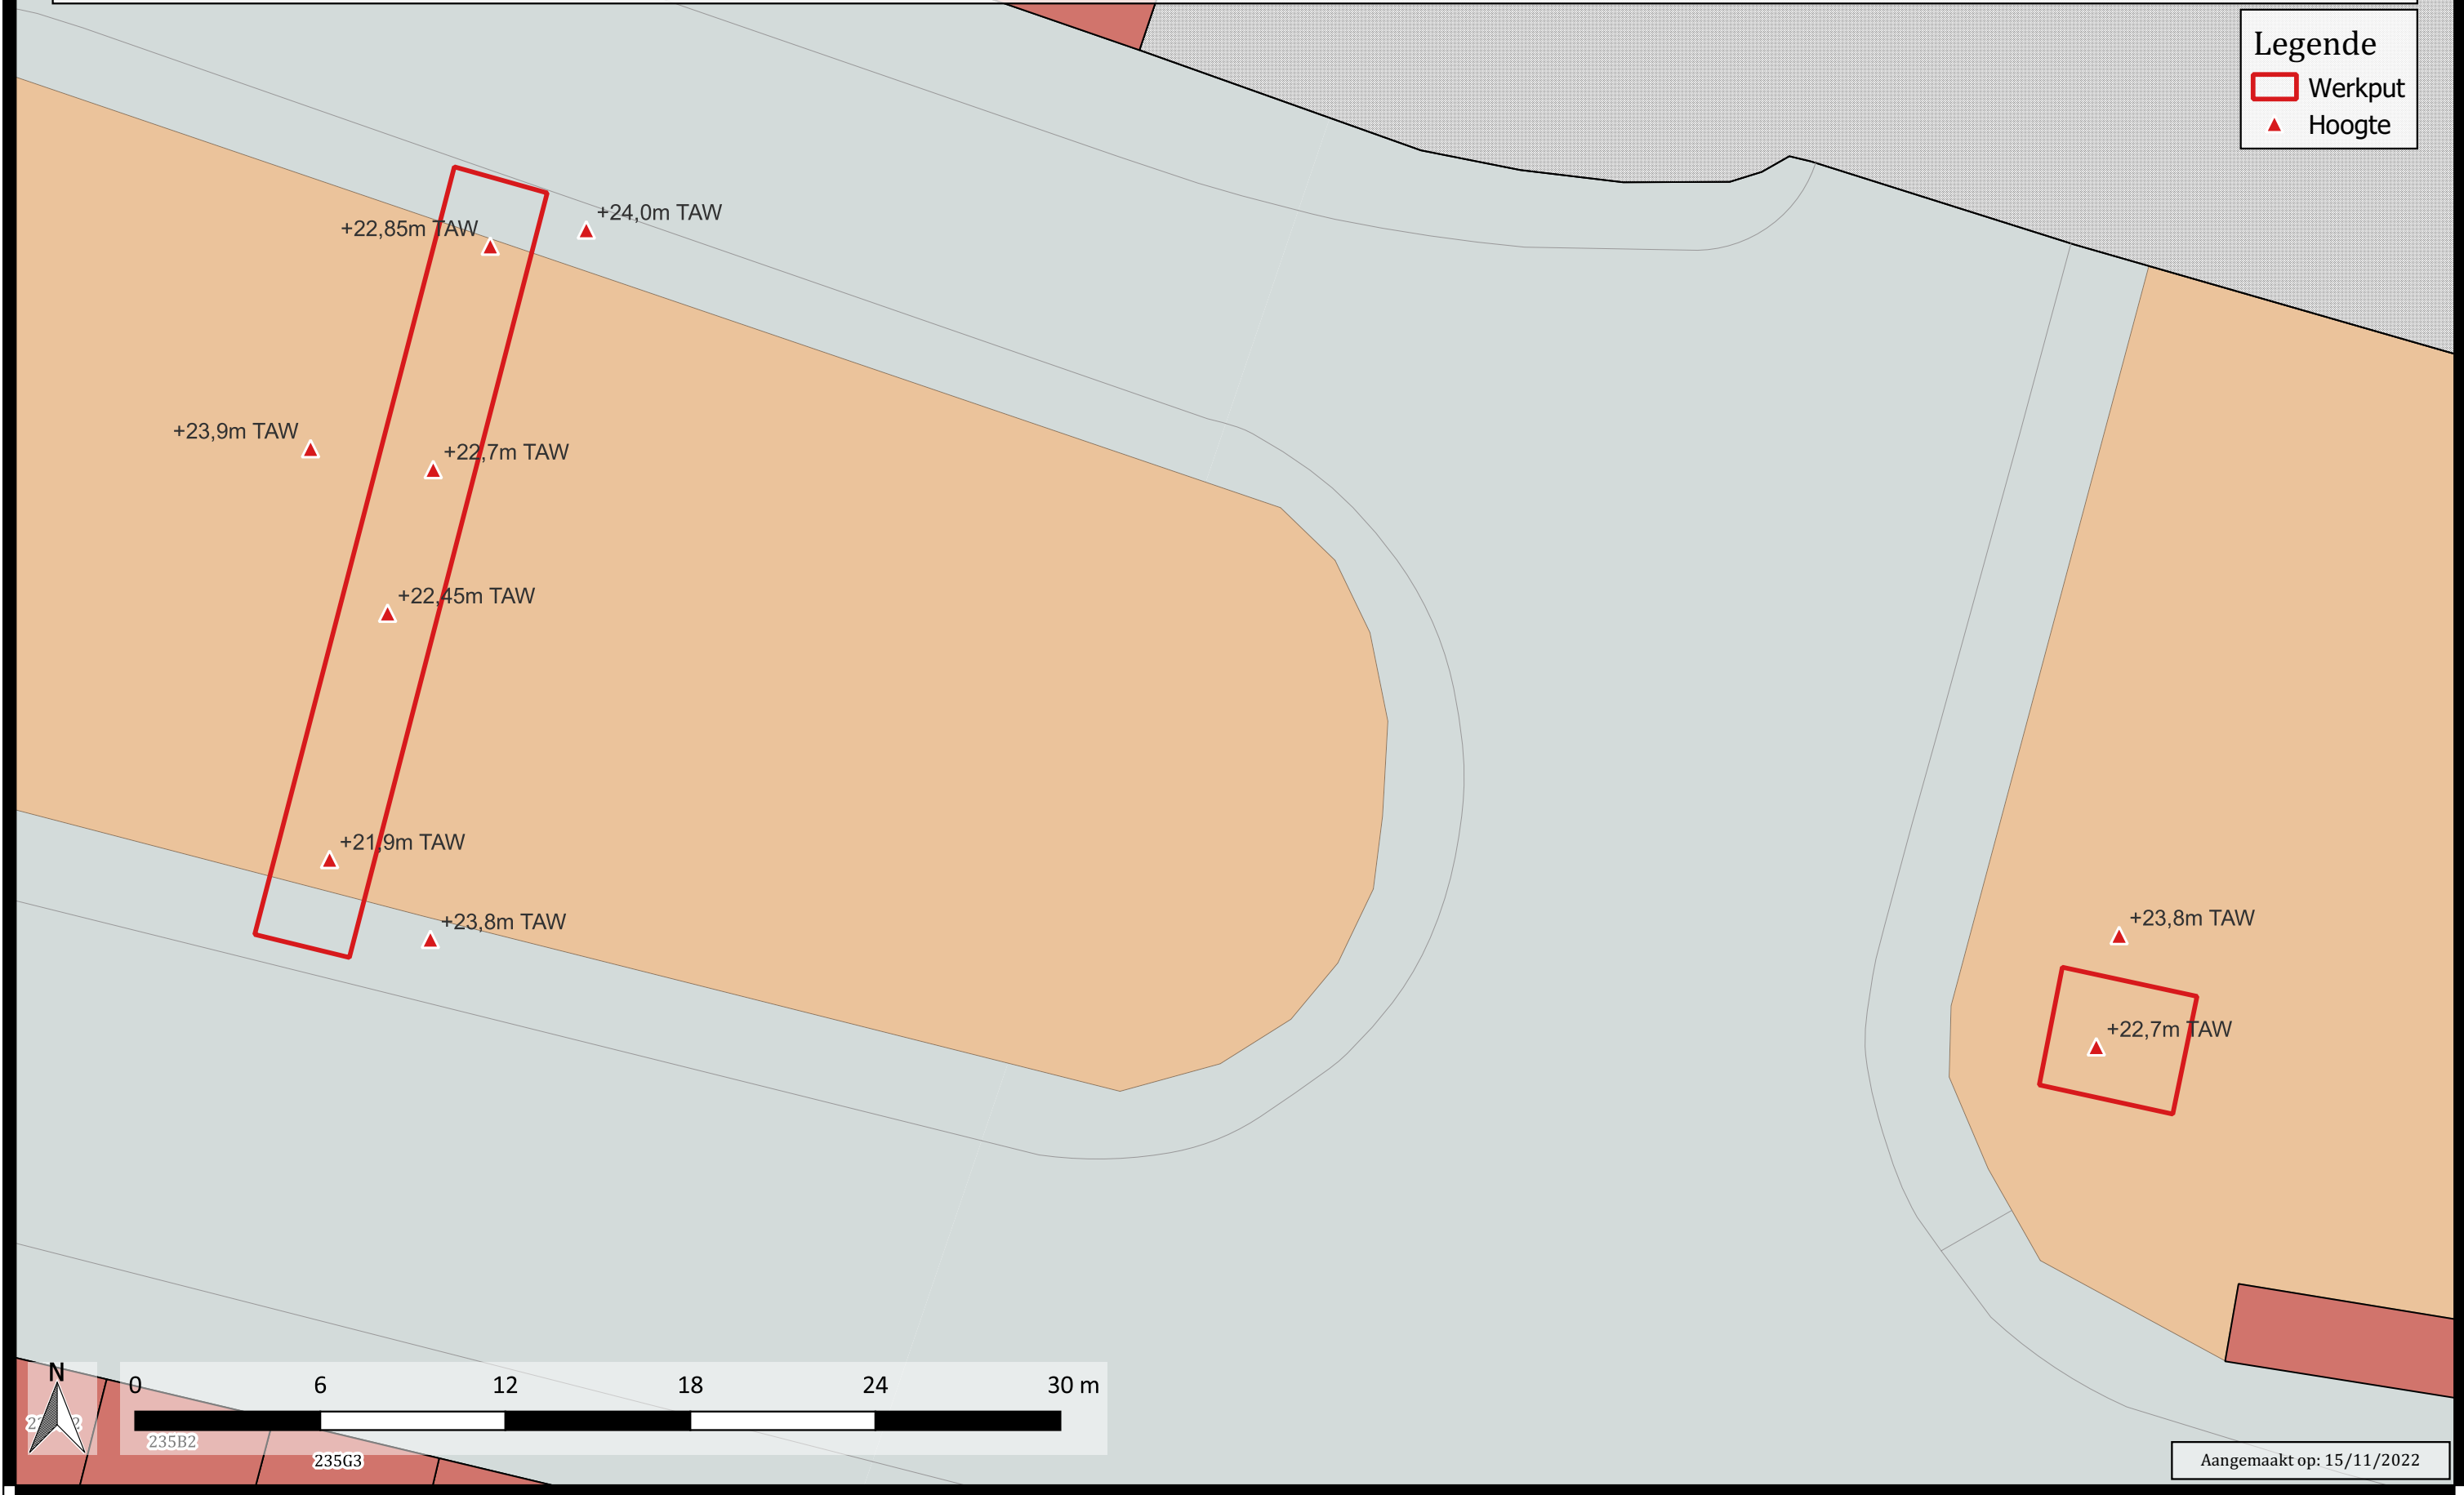 Legende
Werkput
Hoogte
+24,0m TAW
+22,85m TAW
+23,9m TAW
+22,7m TAW
+22,45m TAW
+21,9m TAW
+23,8m TAW
+23,8m TAW
+22,7m TAW
N
0 6 12 18 24 30 m
235B2
235G3
Aangemaakt op: 15/11/2022